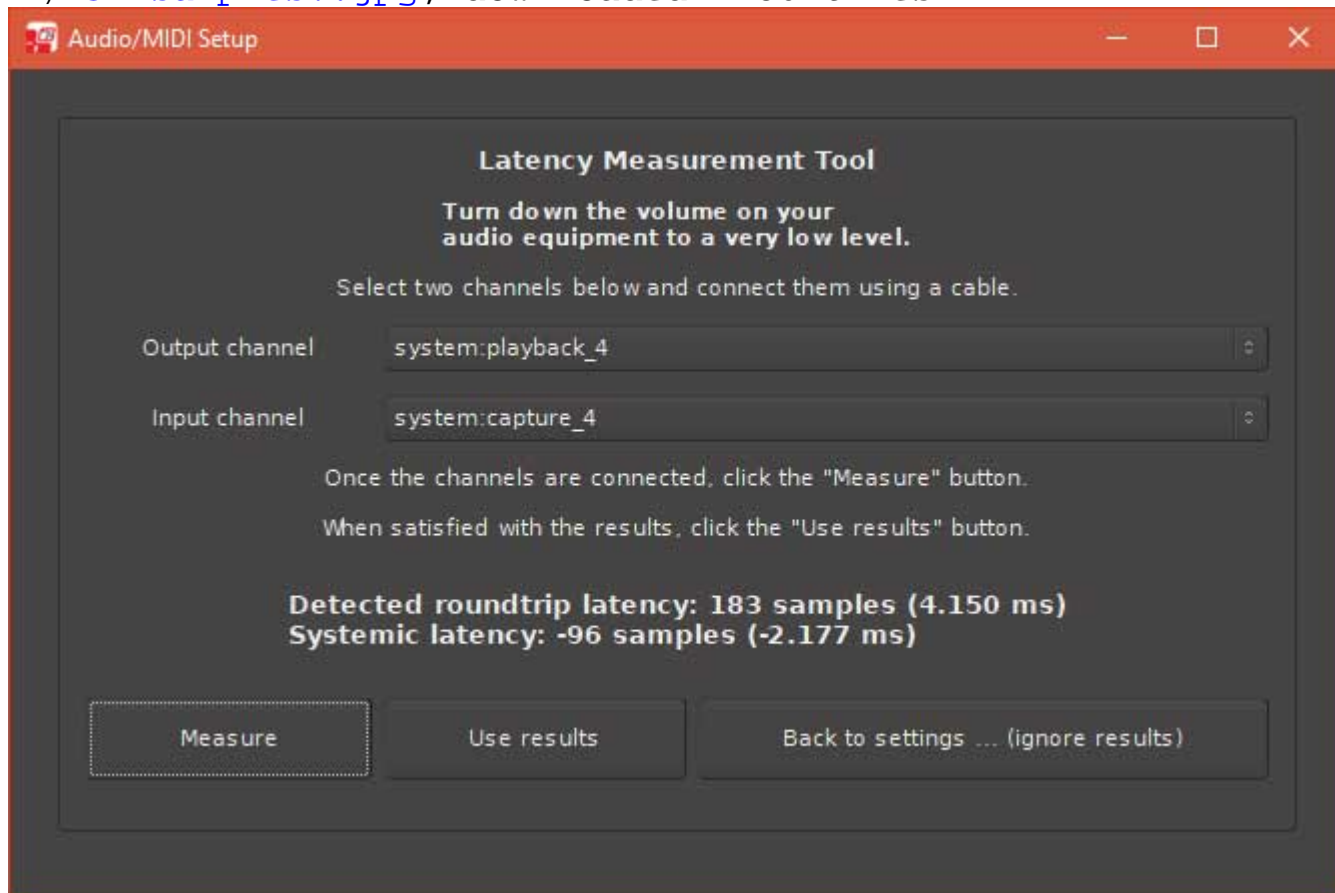 Audio/MIDI Setup
Latency Measurement Tool
Turn down the volume on your
audio equipment to a very low level.
Select two channels below and connect them using a cable.
Output channel system:playback_4
Input channel system:capture_4
Once the channels are connected, click the "Measure" button.
When satisfied with the results, click the "Use results" button.
Detected roundtrip latency: 183 samples (4.150 ms)
Systemic latency: -96 samples (-2.177 ms)
Measure Use results Back to settings ... (ignore results)